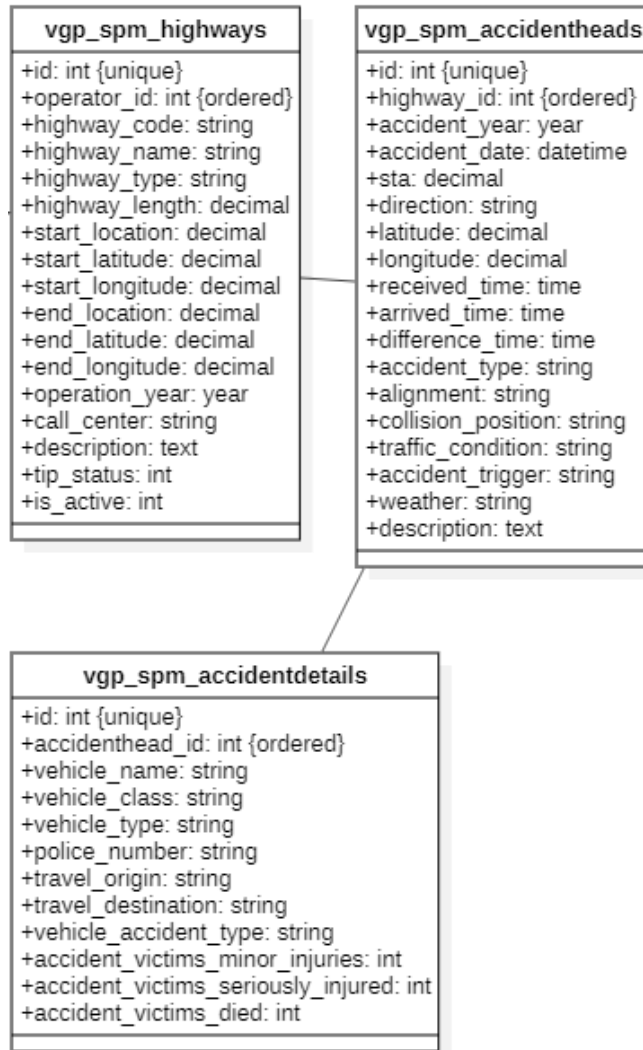 vgp_spm_highways
+id: int {unique}
+operator_id: int {ordered}
+highway_code: string
+highway_name: string
+highway_type: string
+highway_length: decimal
+start_location: decimal
+start_latitude: decimal
+start_longitude: decimal
+end_location: decimal
+end_latitude: decimal
+end_longitude: decimal
+operation_year: year
+call_center: string
+description: text
+tip_status: int
+is_active: int
vgp_spm_accidentheads
+id: int {unique}
+highway_id: int {ordered}
+accident_year: year
+accident_date: datetime
+sta: decimal
+direction: string
+latitude: decimal
+longitude: decimal
+received_time: time
+arrived_time: time
+difference_time: time
+accident_type: string
+alignment: string
+collision_position: string
+traffic_condition: string
+accident_trigger: string
+weather: string
+description: text
vgp_spm_accidentdetails
+id: int {unique}
+accidenthead_id: int {ordered}
+vehicle_name: string
+vehicle_class: string
+vehicle_type: string
+police_number: string
+travel_origin: string
+travel_destination: string
+vehicle_accident_type: string
+accident_victims_minor_injuries: int
+accident_victims_seriously_injured: int
+accident_victims_died: int